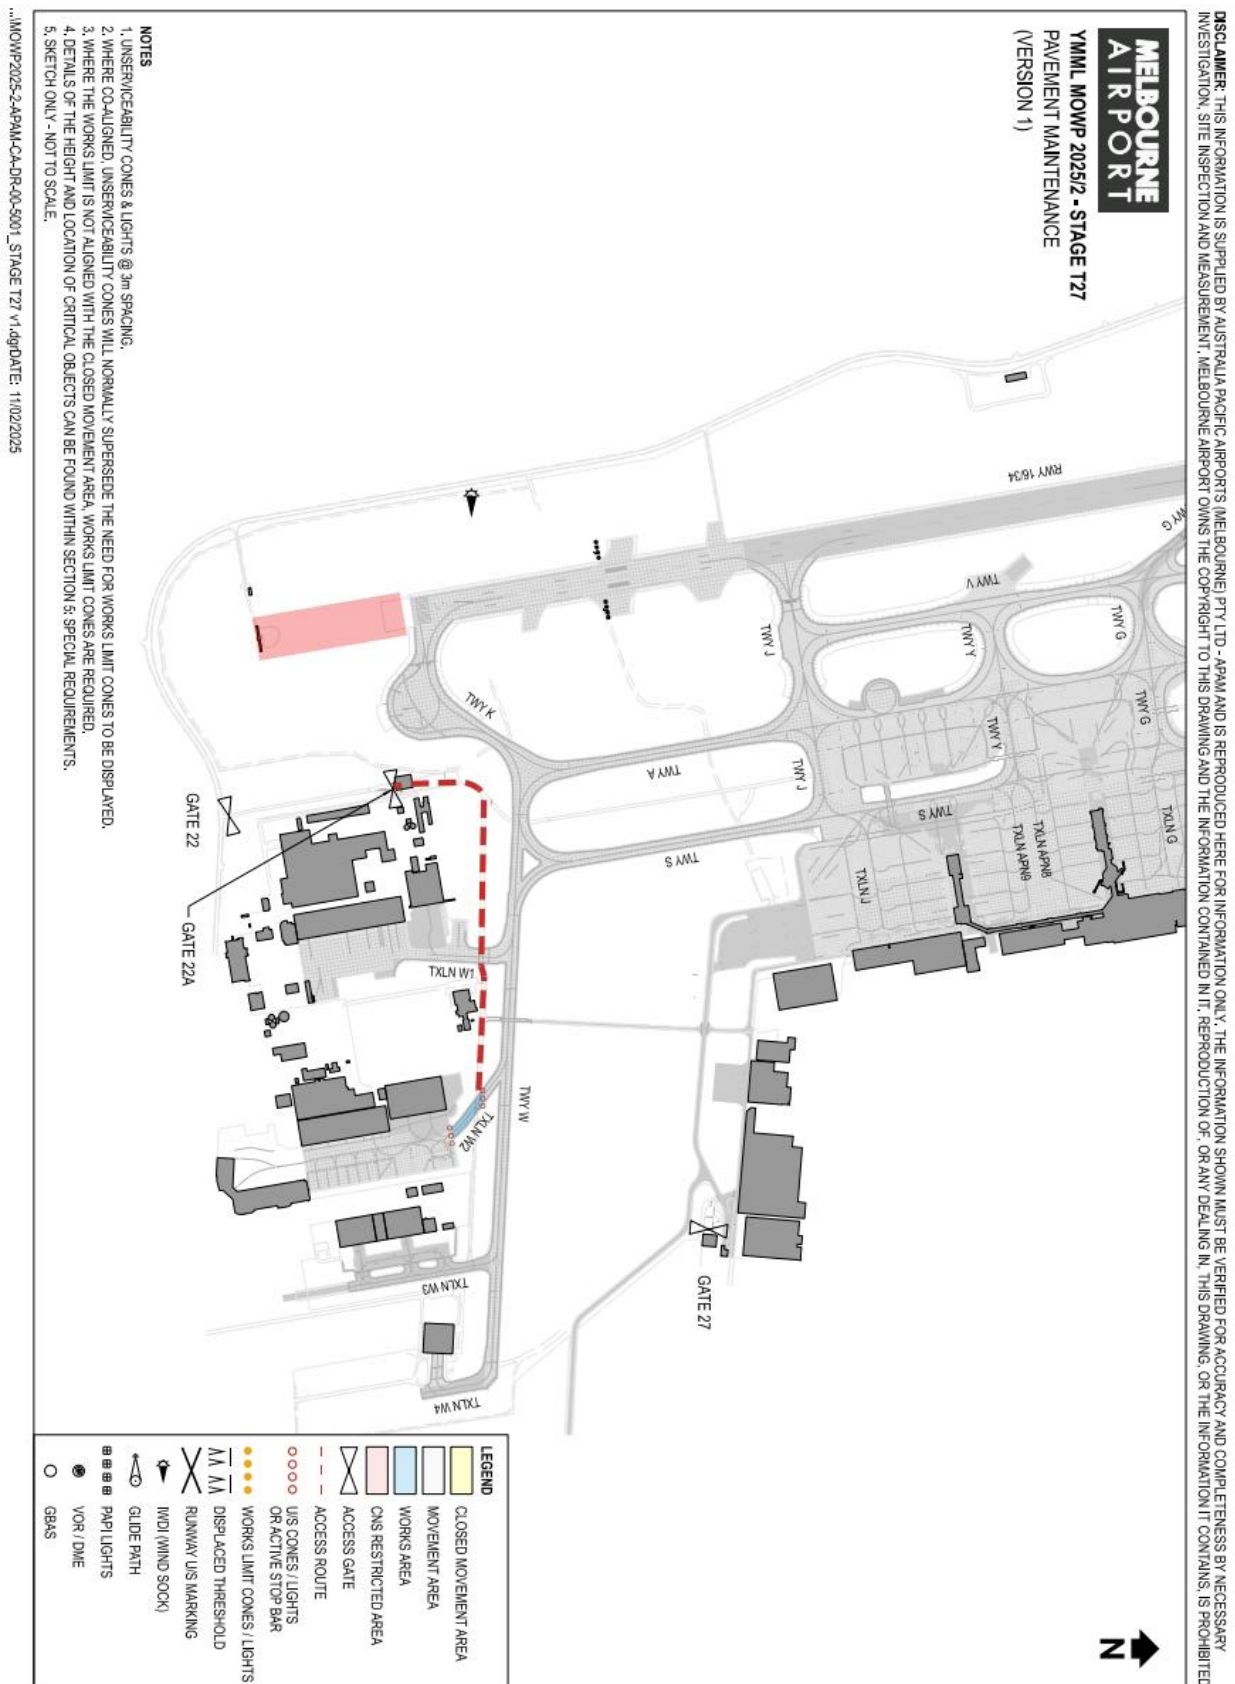 DISCLAIMER: THIS INFORMATION IS SUPPLIED BY AUSTRALIA PACIFIC AIRPORTS (MELBOURNE) PTY LTD - APAM AND IS REPRODUCED HERE FOR INFORMATION ONLY. THE INFORMATION SHOWN MUST BE VERIFIED FOR ACCURACY AND COMPLETENESS BY NECESSARY
INVESTIGATION, SITE INSPECTION AND MEASUREMENT. MELBOURNE AIRPORT OWNS THE COPYRIGHT TO THIS DRAWING AND THE INFORMATION CONTAINED IN IT. REPRODUCTION OF, OR ANY DEALING IN, THIS DRAWING, OR THE INFORMATION IT CONTAINS, IS PROHIBITED
MELBOURNE
AIRPORT
YMML MOWP 2025/2 - STAGE T27
PAVEMENT MAINTENANCE
(VERSION 1)
RWY 16/34
TWY G
TWY V
TWY G
TWY Y
TWY J
TWY G
TWY Y
TWY K
TWY A
TWY J
TWY S
TXLN G
TXLN APN8
TXLN APN9
TWY S
TXLN J
GATE 22
GATE 22A
TXLN W1
TWY W
TXLN W2
GATE 27
TXLN W3
TXLN W4
LEGEND
CLOSED MOVEMENT AREA
MOVEMENT AREA
WORKS AREA
CNS RESTRICTED AREA
ACCESS GATE
ACCESS ROUTE
U/S CONES / LIGHTS
OR ACTIVE STOP BAR
WORKS LIMIT CONES / LIGHTS
DISPLACED THRESHOLD
RUNWAY U/S MARKING
IWDI (WIND SOCK)
GLIDE PATH
PAPI LIGHTS
VOR / DME
GBAS
N
NOTES
1. UNSERVICEABILITY CONES & LIGHTS @ 3m SPACING.
2. WHERE CO-ALIGNED, UNSERVICEABILITY CONES WILL NORMALLY SUPERSEDE THE NEED FOR WORKS LIMIT CONES TO BE DISPLAYED.
3. WHERE THE WORKS LIMIT IS NOT ALIGNED WITH THE CLOSED MOVEMENT AREA, WORKS LIMIT CONES ARE REQUIRED.
4. DETAILS OF THE HEIGHT AND LOCATION OF CRITICAL OBJECTS CAN BE FOUND WITHIN SECTION 5: SPECIAL REQUIREMENTS.
5. SKETCH ONLY - NOT TO SCALE.
...\MOWP2025-2-APAM-CA-DR-00-5001_STAGE T27 v1.dgnDATE: 11/02/2025